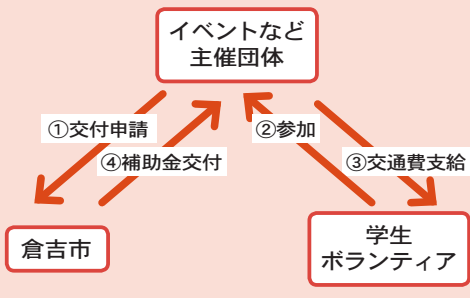 イベントなど
主催団体
①交付申請
②参加
④補助金交付
③交通費支給
倉吉市
学生
ボランティア